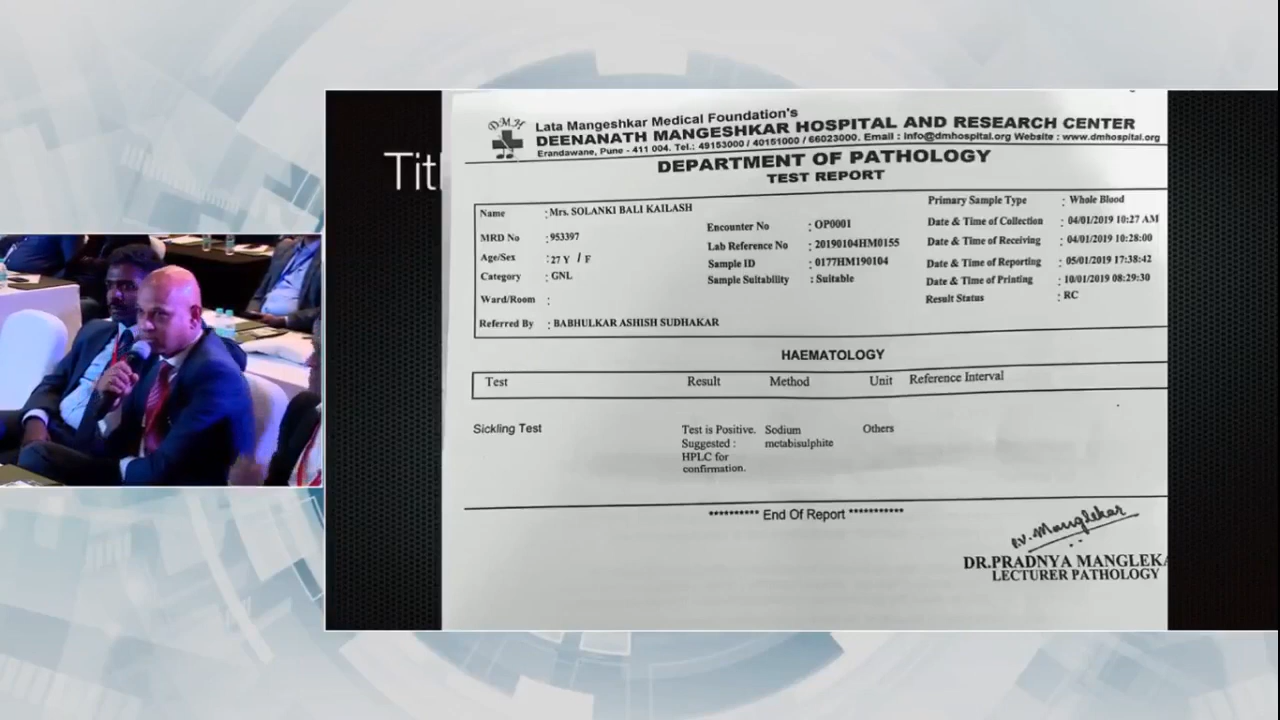 Titl
DMH
Lata Mangeshkar Medical Foundation's
DEENANATH MANGESHKAR HOSPITAL AND RESEARCH CENTER
Erandawane, Pune - 411 004. Tel.: 49153000 / 40151000 / 66023000. Email : info@dmhospital.org Website : www.dmhospital.org
DEPARTMENT OF PATHOLOGY
TEST REPORT
Name : Mrs. SOLANKI BALI KAILASH
MRD No : 953397
Age/Sex : 27 Y / F
Category : GNL
Ward/Room :
Referred By : BABHULKAR ASHISH SUDHAKAR
Encounter No : OP0001
Lab Reference No : 20190104HM0155
Sample ID : 0177HM190104
Sample Suitability : Suitable
Primary Sample Type : Whole Blood
Date & Time of Collection : 04/01/2019 10:27 AM
Date & Time of Receiving : 04/01/2019 10:28:00
Date & Time of Reporting : 05/01/2019 17:38:42
Date & Time of Printing : 10/01/2019 08:29:30
Result Status : RC
HAEMATOLOGY
Test Result Method Unit Reference Interval
Sickling Test Test is Positive. Sodium Others
Suggested : metabisulphite
HPLC for
confirmation.
********** End Of Report ***********
P.V. Manglekar
DR.PRADNYA MANGLEKA
LECTURER PATHOLOGY